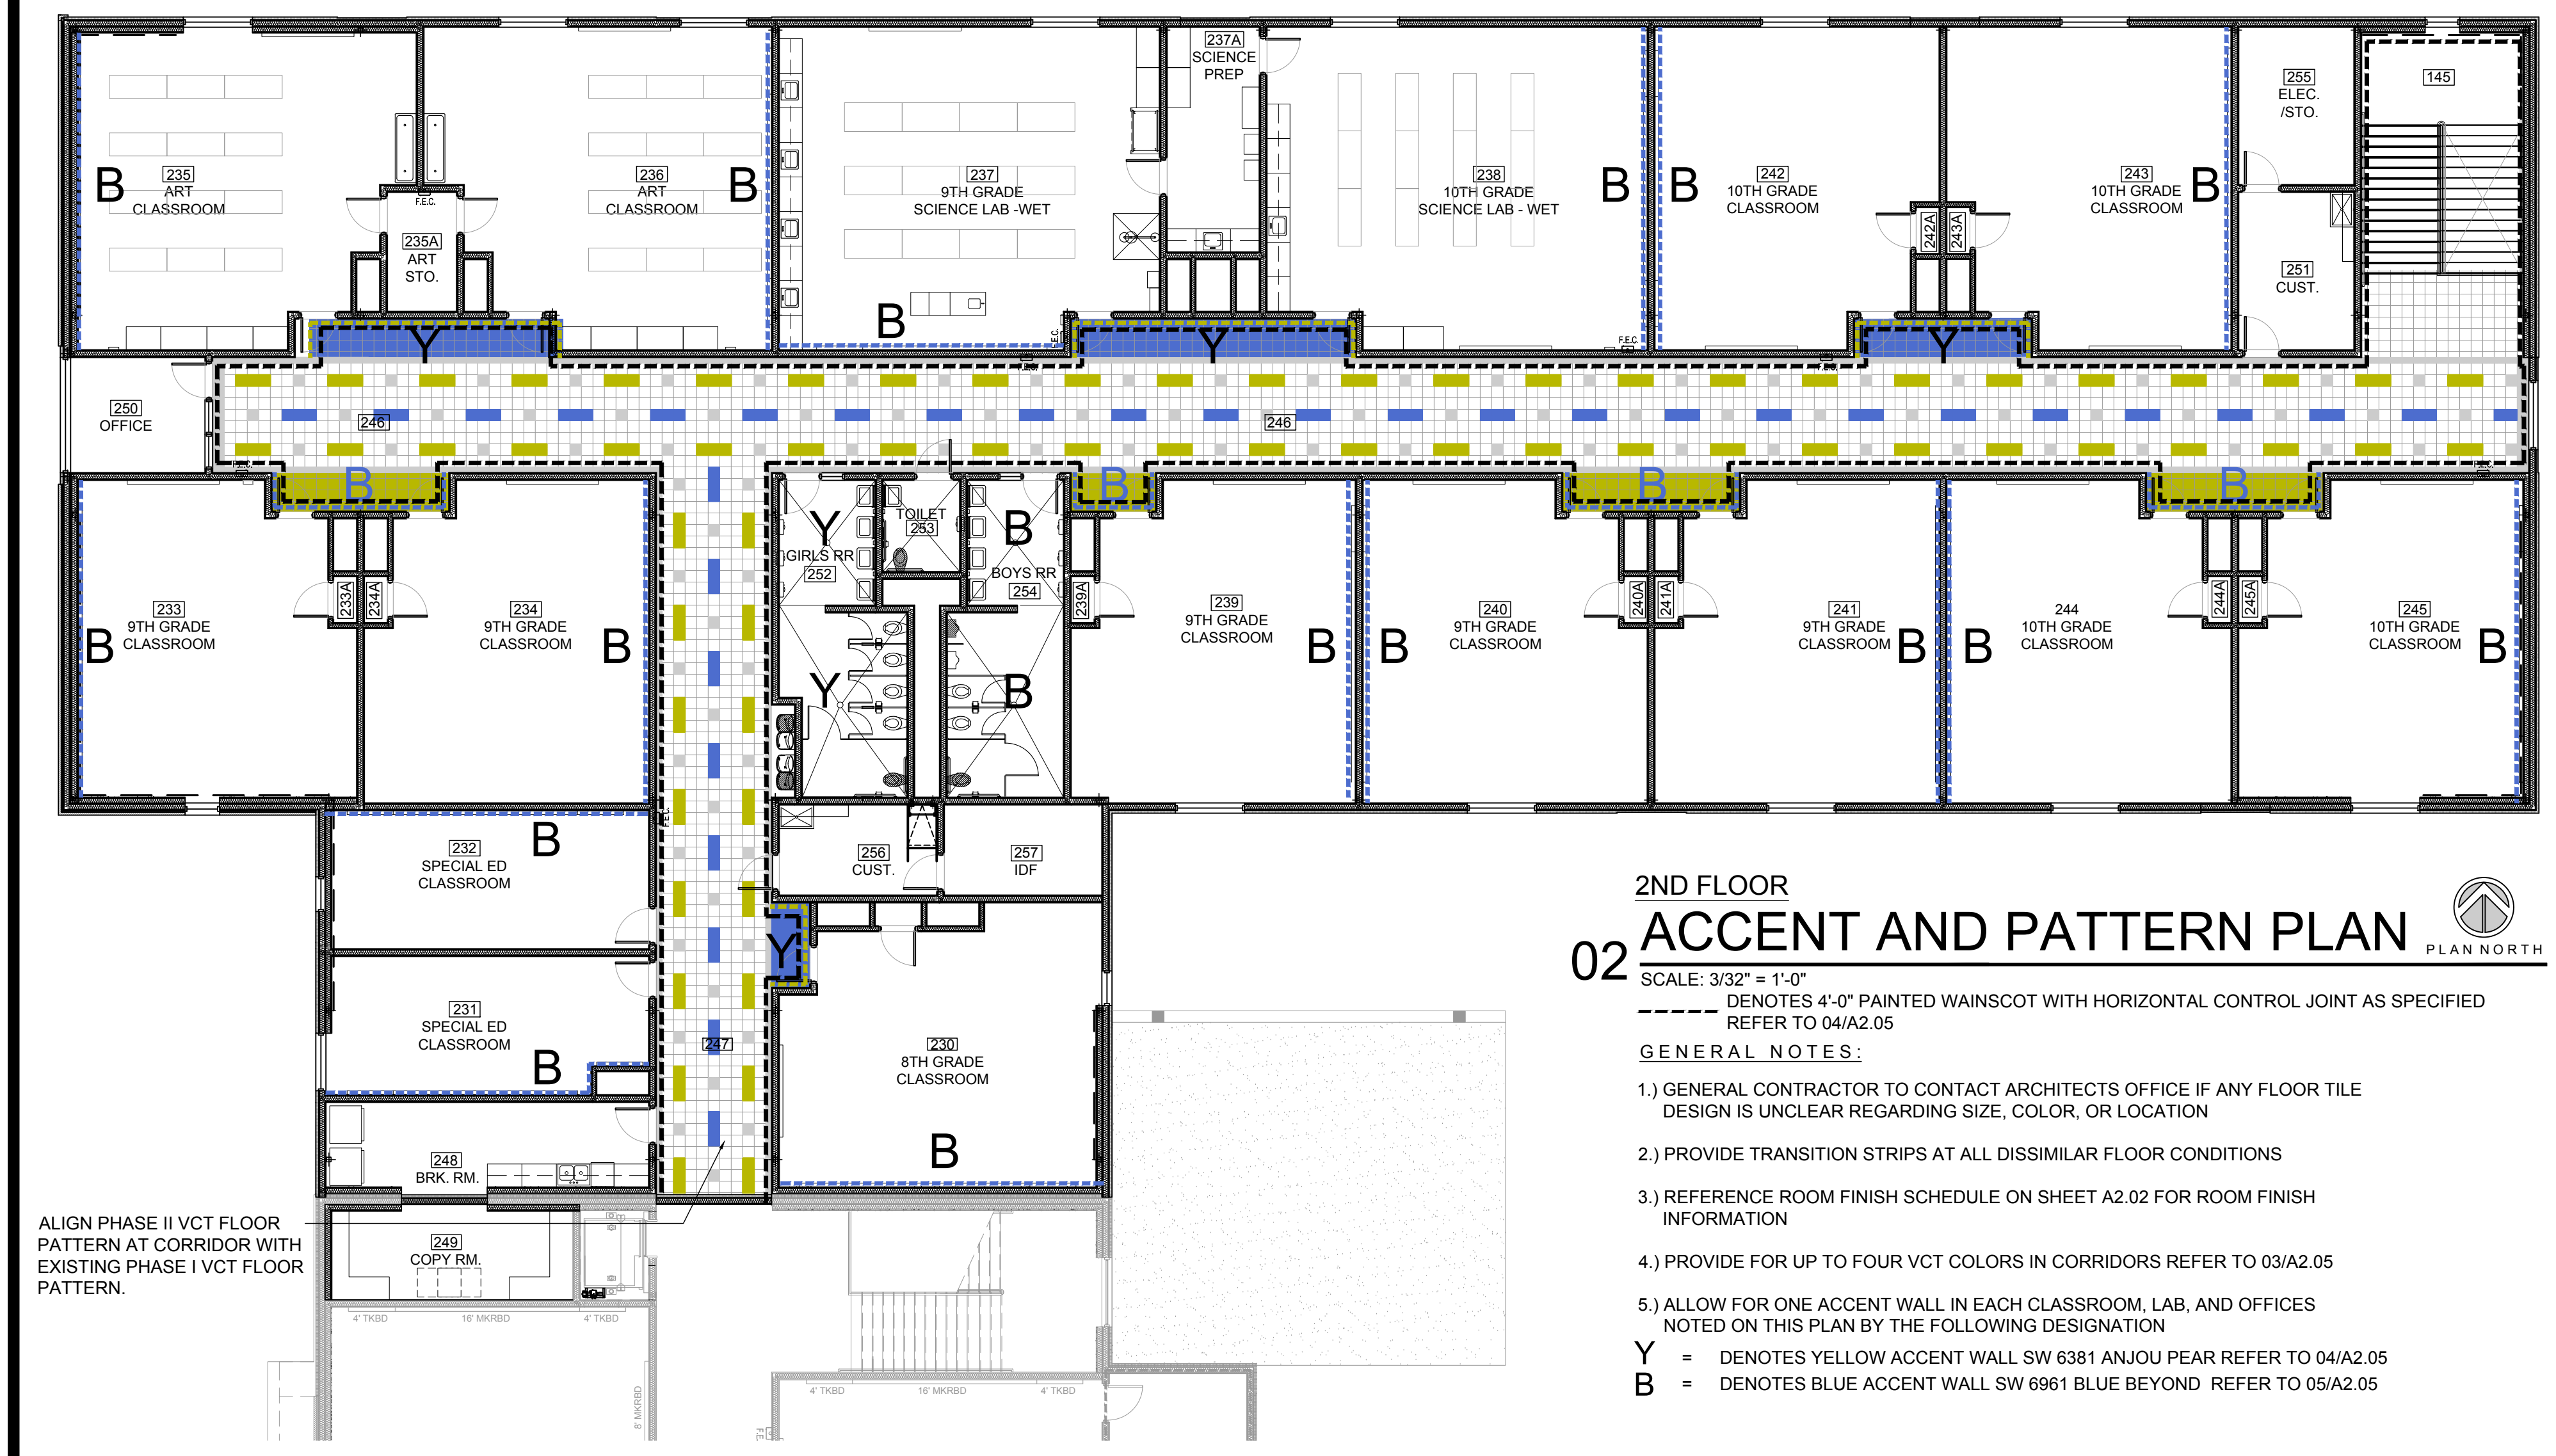 237A
SCIENCE
PREP
255
ELEC.
/STO.
145
235
ART
CLASSROOM
B
236
ART
CLASSROOM
B
237
9TH GRADE
SCIENCE LAB -WET
B
238
10TH GRADE
SCIENCE LAB - WET
B
B
242
10TH GRADE
CLASSROOM
243
10TH GRADE
CLASSROOM
B
F.E.C.
235A
ART
STO.
242A
243A
251
CUST.
F.E.C.
F.E.C.
Y
Y
Y
F.E.C.
F.E.C.
250
OFFICE
246
246
F.E.C.
F.E.C.
B
B
B
B
Y
GIRLS RR
252
Y
TOILET
253
B
BOYS RR
254
B
233
9TH GRADE
CLASSROOM
B
233A
234A
234
9TH GRADE
CLASSROOM
B
239A
239
9TH GRADE
CLASSROOM
B
B
240
9TH GRADE
CLASSROOM
240A
241A
241
9TH GRADE
CLASSROOM
B
B
244
10TH GRADE
CLASSROOM
244A
245A
245
10TH GRADE
CLASSROOM
B
F.E.C.
232
SPECIAL ED
CLASSROOM
B
256
CUST.
257
IDF
Y
231
SPECIAL ED
CLASSROOM
B
247
230
8TH GRADE
CLASSROOM
B
248
BRK. RM.
249
COPY RM.
ALIGN PHASE II VCT FLOOR
PATTERN AT CORRIDOR WITH
EXISTING PHASE I VCT FLOOR
PATTERN.
4' TKBD
16' MKRBD
4' TKBD
8' MKRBD
4' TKBD
16' MKRBD
4' TKBD
2ND FLOOR
02
ACCENT AND PATTERN PLAN
PLAN NORTH
SCALE: 3/32" = 1'-0"
DENOTES 4'-0" PAINTED WAINSCOT WITH HORIZONTAL CONTROL JOINT AS SPECIFIED
REFER TO 04/A2.05
GENERAL NOTES:
1.) GENERAL CONTRACTOR TO CONTACT ARCHITECTS OFFICE IF ANY FLOOR TILE
DESIGN IS UNCLEAR REGARDING SIZE, COLOR, OR LOCATION
2.) PROVIDE TRANSITION STRIPS AT ALL DISSIMILAR FLOOR CONDITIONS
3.) REFERENCE ROOM FINISH SCHEDULE ON SHEET A2.02 FOR ROOM FINISH
INFORMATION
4.) PROVIDE FOR UP TO FOUR VCT COLORS IN CORRIDORS REFER TO 03/A2.05
5.) ALLOW FOR ONE ACCENT WALL IN EACH CLASSROOM, LAB, AND OFFICES
NOTED ON THIS PLAN BY THE FOLLOWING DESIGNATION
Y = DENOTES YELLOW ACCENT WALL SW 6381 ANJOU PEAR REFER TO 04/A2.05
B = DENOTES BLUE ACCENT WALL SW 6961 BLUE BEYOND REFER TO 05/A2.05